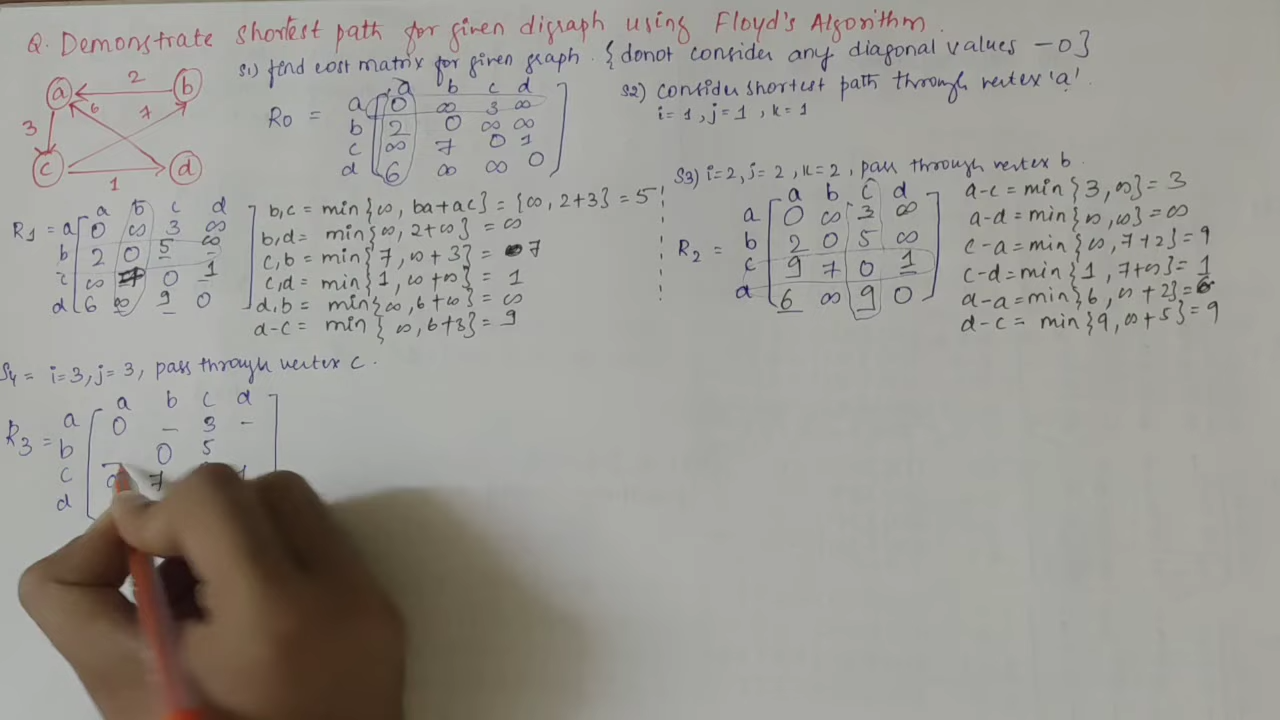 Q. Demonstrate shortest path for given digraph using Floyd's Algorithm.
S1) find cost matrix for given graph. {donot consider any diagonal values - 0}
a 2 b
3 6 7
c 1 d
a b c d
R0 = a 0 ∞ 3 ∞
b 2 0 ∞ ∞
c ∞ 7 0 1
d 6 ∞ ∞ 0
S2) consider shortest path through vertex 'a'.
i=1, j=1, k=1
a b c d
R1 = a 0 ∞ 3 ∞
b 2 0 5 ∞
c ∞ 7 0 1
d 6 ∞ 9 0
b,c = min{∞, ba+ac} = {∞, 2+3} = 5
b,d = min{∞, 2+∞} = ∞
c,b = min{7, ∞+3} = 7
c,d = min{1, ∞+∞} = 1
d,b = min{∞, 6+∞} = ∞
d-c = min{∞, 6+3} = 9
S3) i=2, j=2, k=2, pass through vertex b.
a b c d
R2 = a 0 ∞ 3 ∞
b 2 0 5 ∞
c 9 7 0 1
d 6 ∞ 9 0
a-c = min{3, ∞} = 3
a-d = min{∞, ∞} = ∞
c-a = min{∞, 7+2} = 9
c-d = min{1, 7+∞} = 1
d-a = min{6, ∞+2} = 6
d-c = min{9, ∞+5} = 9
S4 = i=3, j=3, pass through vertex c.
a b c d
R3 = a 0 - 3 -
b - 0 5
c 7
d